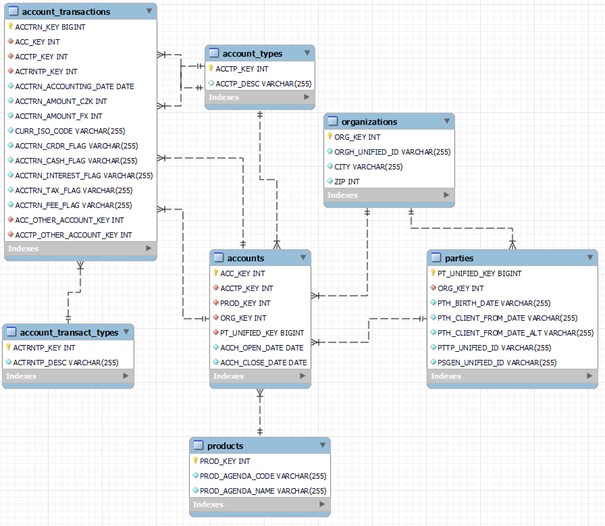 account_transactions
ACCTRN_KEY BIGINT
ACC_KEY INT
ACCTP_KEY INT
ACTRNTP_KEY INT
ACCTRN_ACCOUNTING_DATE DATE
ACCTRN_AMOUNT_CZK INT
ACCTRN_AMOUNT_FX INT
CURR_ISO_CODE VARCHAR(255)
ACCTRN_CRDR_FLAG VARCHAR(255)
ACCTRN_CASH_FLAG VARCHAR(255)
ACCTRN_INTEREST_FLAG VARCHAR(255)
ACCTRN_TAX_FLAG VARCHAR(255)
ACCTRN_FEE_FLAG VARCHAR(255)
ACC_OTHER_ACCOUNT_KEY INT
ACCTP_OTHER_ACCOUNT_KEY INT
Indexes
account_types
ACCTP_KEY INT
ACCTP_DESC VARCHAR(255)
Indexes
organizations
ORG_KEY INT
ORGH_UNIFIED_ID VARCHAR(255)
CITY VARCHAR(255)
ZIP INT
Indexes
accounts
ACC_KEY INT
ACCTP_KEY INT
PROD_KEY INT
ORG_KEY INT
PT_UNIFIED_KEY BIGINT
ACCH_OPEN_DATE DATE
ACCH_CLOSE_DATE DATE
Indexes
parties
PT_UNIFIED_KEY BIGINT
ORG_KEY INT
PTH_BIRTH_DATE VARCHAR(255)
PTH_CLIENT_FROM_DATE VARCHAR(255)
PTH_CLIENT_FROM_DATE_ALT VARCHAR(255)
PTTP_UNIFIED_ID VARCHAR(255)
PSGEN_UNIFIED_ID VARCHAR(255)
Indexes
account_transact_types
ACTRNTP_KEY INT
ACTRNTP_DESC VARCHAR(255)
Indexes
products
PROD_KEY INT
PROD_AGENDA_CODE VARCHAR(255)
PROD_AGENDA_NAME VARCHAR(255)
Indexes